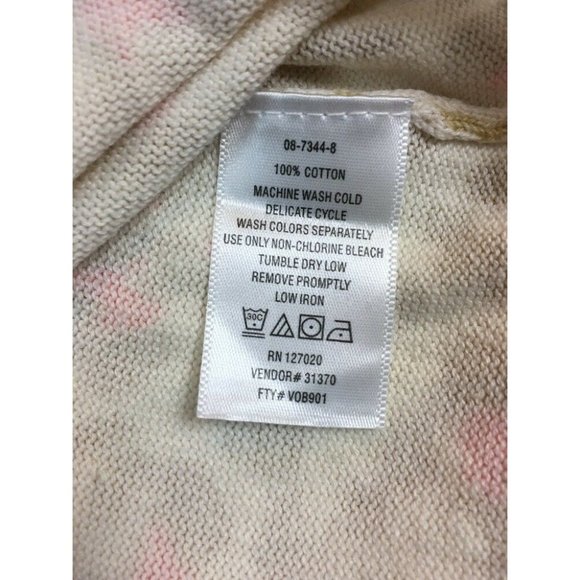 08-7344-8
100% COTTON
MACHINE WASH COLD
DELICATE CYCLE
WASH COLORS SEPARATELY
USE ONLY NON-CHLORINE BLEACH
TUMBLE DRY LOW
REMOVE PROMPTLY
LOW IRON
30C
RN 127020
VENDOR# 31370
FTY# VOB901